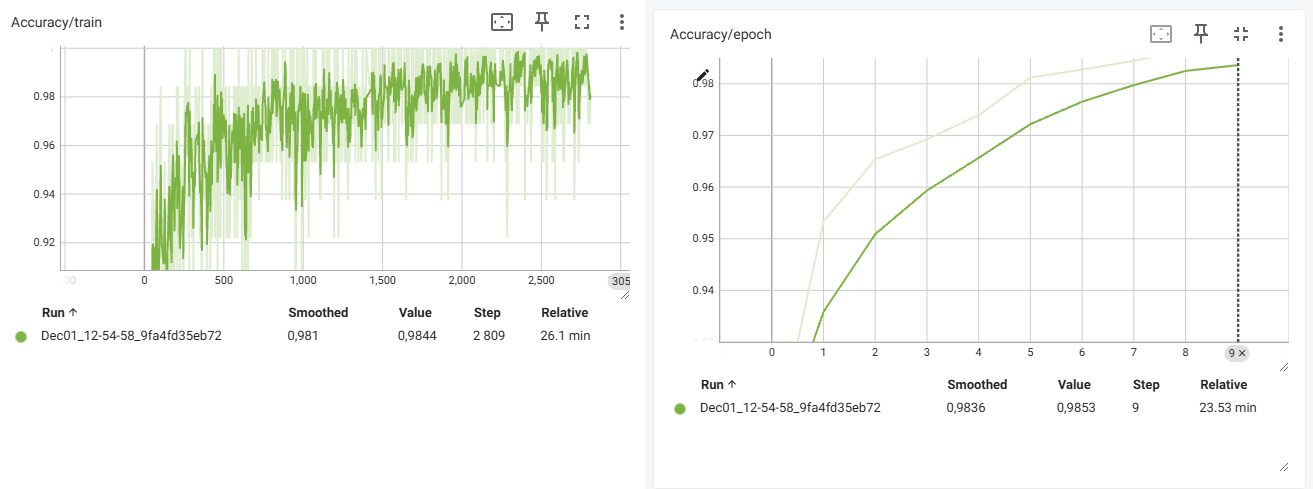 Accuracy/train
1
0.98
0.96
0.94
0.92
00 0 500 1,000 1,500 2,000 2,500 305
Run ↑ Smoothed Value Step Relative
Dec01_12-54-58_9fa4fd35eb72 0,981 0,9844 2 809 26.1 min
Accuracy/epoch
0.98
0.97
0.96
0.95
0.94
0 1 2 3 4 5 6 7 8 9 ×
Run ↑ Smoothed Value Step Relative
Dec01_12-54-58_9fa4fd35eb72 0,9836 0,9853 9 23.53 min